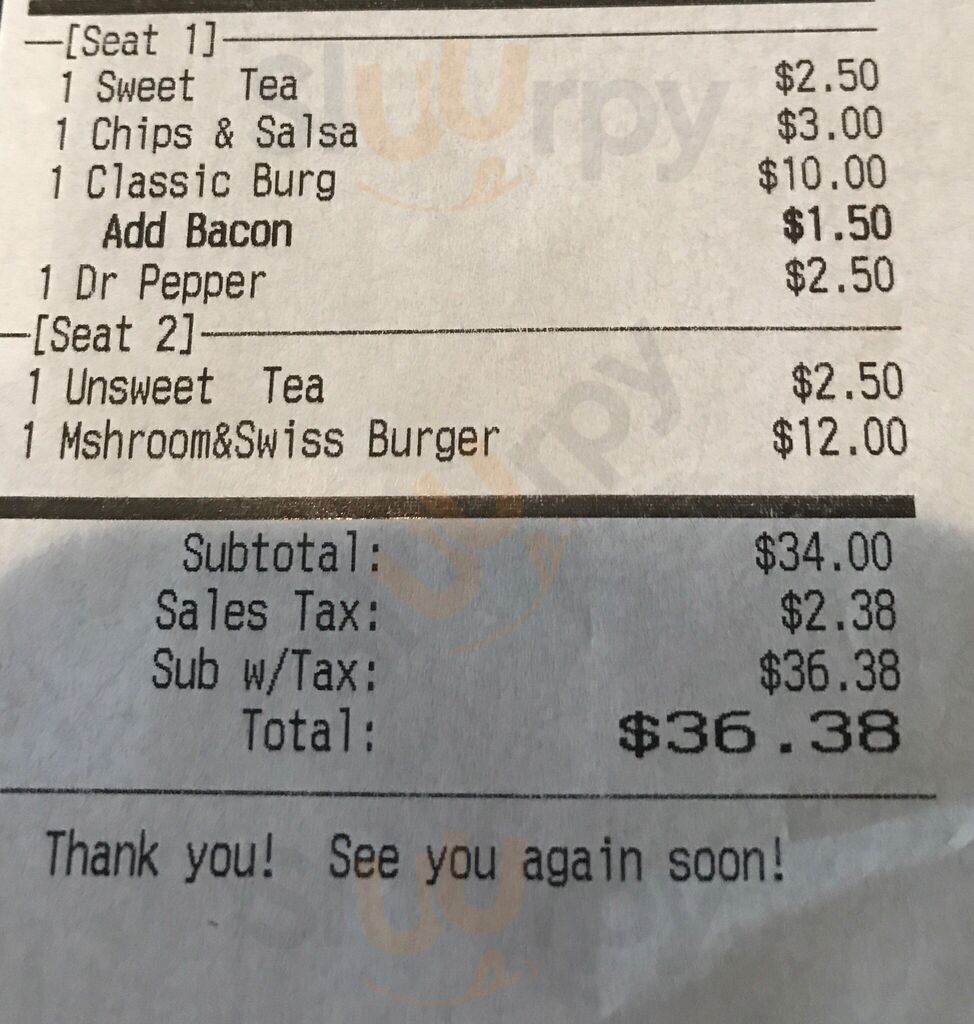 [Seat 1]
1 Sweet Tea $2.50
1 Chips & Salsa $3.00
1 Classic Burg $10.00
Add Bacon $1.50
1 Dr Pepper $2.50
[Seat 2]
1 Unsweet Tea $2.50
1 Mshroom&Swiss Burger $12.00
Subtotal: $34.00
Sales Tax: $2.38
Sub w/Tax: $36.38
Total: $36.38
Thank you! See you again soon!
sluurpy
sluurpy
sluurpy